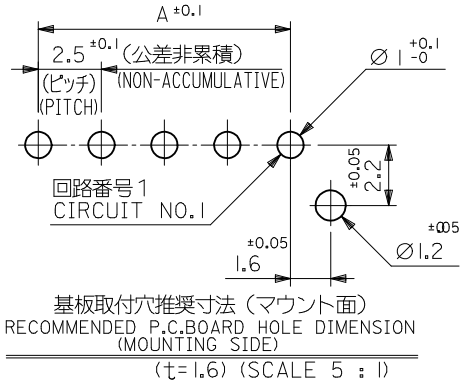 A ±0.1
2.5 ±0.1 (公差非累積)
(ピッチ) (NON-ACCUMULATIVE)
(PITCH)
∅ 1 +0.1 -0
回路番号1
CIRCUIT NO.1
2.2 ±0.05
1.6 ±0.05
∅1.2 ±0.05
基板取付穴推奨寸法 (マウント面)
RECOMMENDED P.C.BOARD HOLE DIMENSION
(MOUNTING SIDE)
(t=1.6) (SCALE 5 : 1)